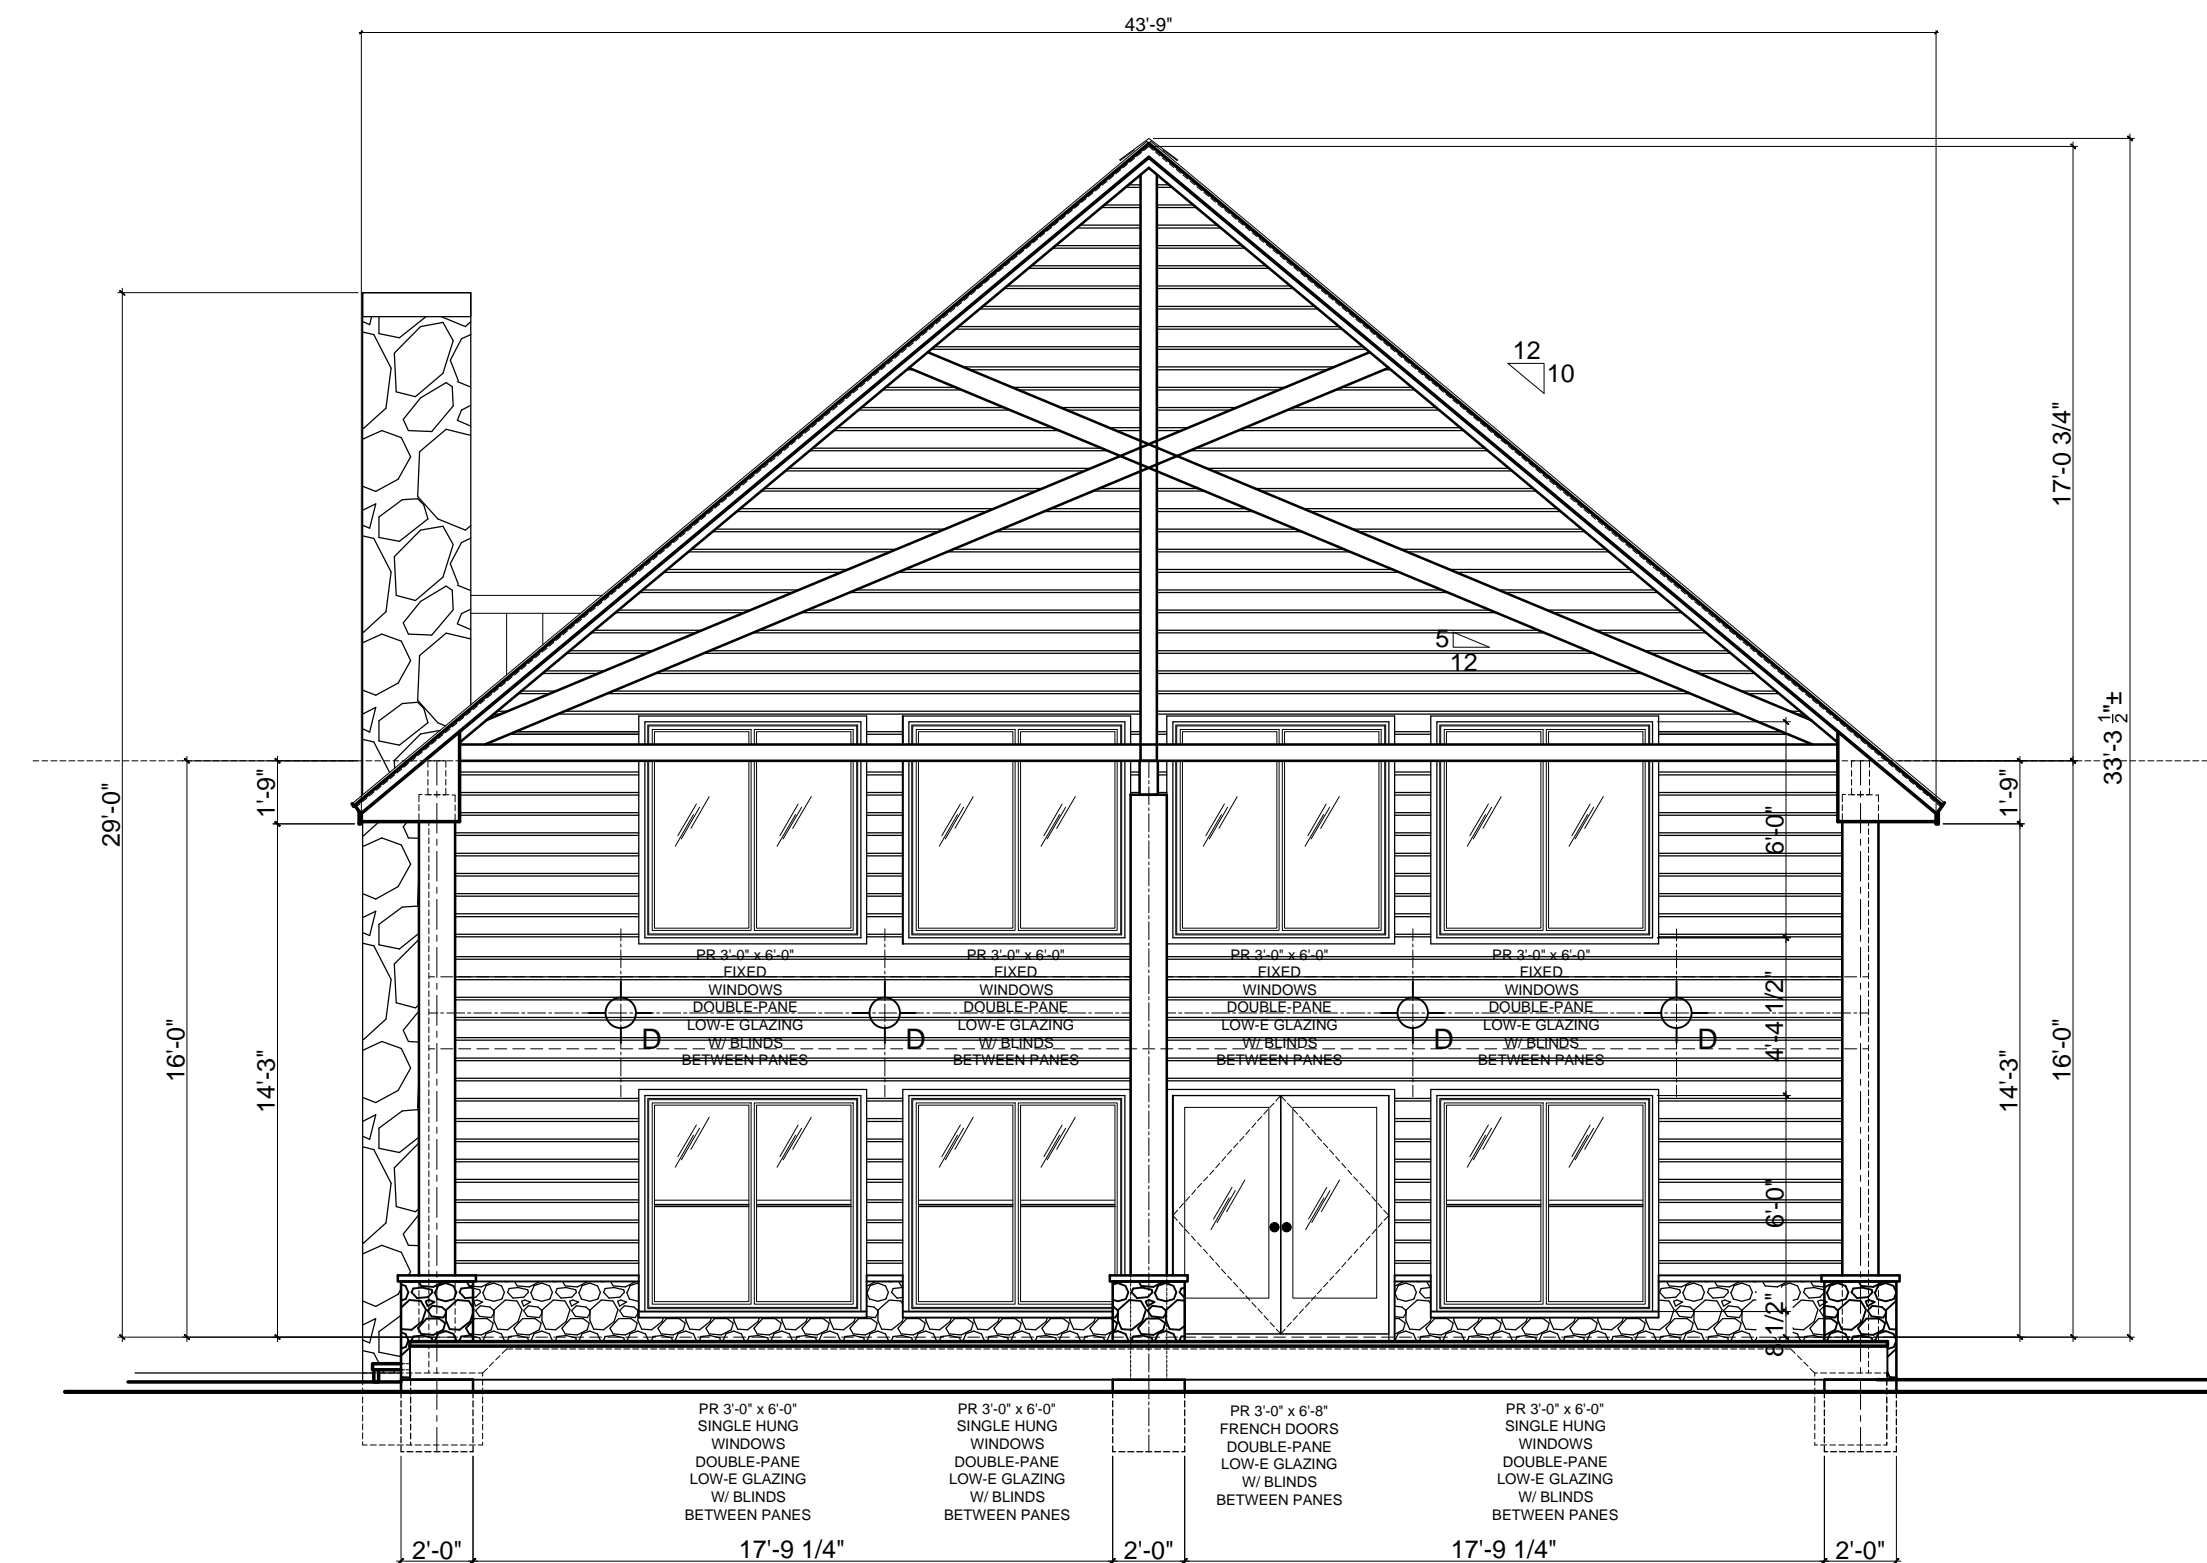 43'-9"
12
10
17'-0 3/4"
5
12
33'-3 1/2"±
29'-0"
1'-9"
1'-9"
6'-0"
16'-0"
14'-3"
PR 3'-0" x 6'-0"
FIXED
WINDOWS
DOUBLE-PANE
LOW-E GLAZING
W/ BLINDS
BETWEEN PANES
D
PR 3'-0" x 6'-0"
FIXED
WINDOWS
DOUBLE-PANE
LOW-E GLAZING
W/ BLINDS
BETWEEN PANES
D
PR 3'-0" x 6'-0"
FIXED
WINDOWS
DOUBLE-PANE
LOW-E GLAZING
W/ BLINDS
BETWEEN PANES
D
PR 3'-0" x 6'-0"
FIXED
WINDOWS
DOUBLE-PANE
LOW-E GLAZING
W/ BLINDS
BETWEEN PANES
D
4'-4 1/2"
14'-3"
16'-0"
6'-0"
8 1/2"
PR 3'-0" x 6'-0"
SINGLE HUNG
WINDOWS
DOUBLE-PANE
LOW-E GLAZING
W/ BLINDS
BETWEEN PANES
PR 3'-0" x 6'-0"
SINGLE HUNG
WINDOWS
DOUBLE-PANE
LOW-E GLAZING
W/ BLINDS
BETWEEN PANES
PR 3'-0" x 6'-8"
FRENCH DOORS
DOUBLE-PANE
LOW-E GLAZING
W/ BLINDS
BETWEEN PANES
PR 3'-0" x 6'-0"
SINGLE HUNG
WINDOWS
DOUBLE-PANE
LOW-E GLAZING
W/ BLINDS
BETWEEN PANES
2'-0"
17'-9 1/4"
2'-0"
17'-9 1/4"
2'-0"